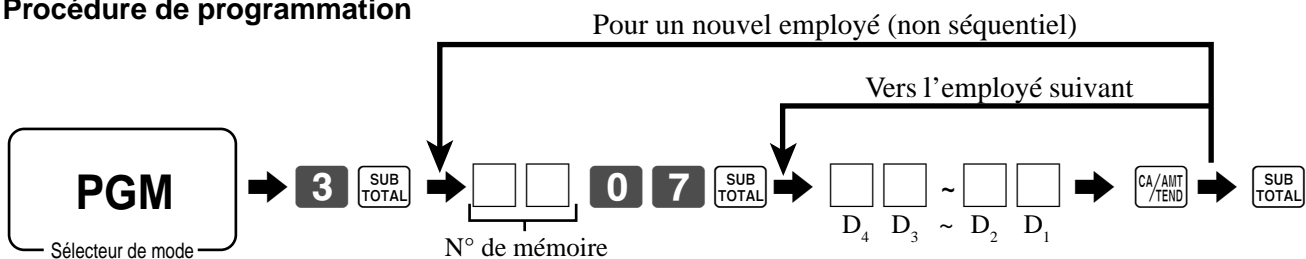 Procédure de programmation
Pour un nouvel employé (non séquentiel)
Vers l’employé suivant
PGM
Sélecteur de mode
3 SUB TOTAL 0 7 SUB TOTAL ~ CA/AMT /TEND SUB TOTAL
D4 D3 ~ D2 D1
N° de mémoire